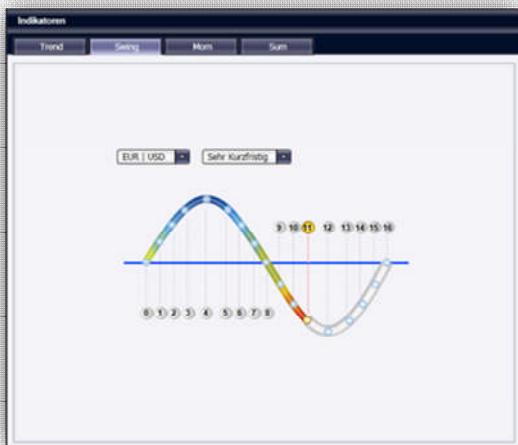 Indikatoren
Trend Swing Mom Sum
EUR | USD Sehr Kurzfristig
9 10 11 12 13 14 15 16
0 1 2 3 4 5 6 7 8